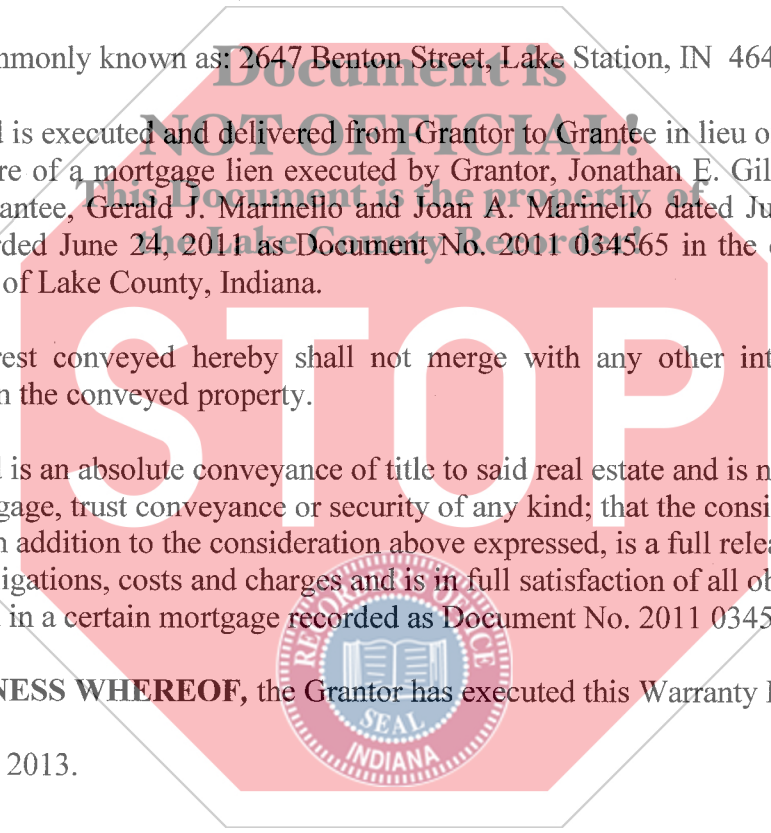 mmonly known as: 2647 Benton Street, Lake Station, IN 464
Document is
d is executed and delivered from Grantor to Grantee in lieu o
NOT OFFICIAL!
re of a mortgage lien executed by Grantor, Jonathan E. Gil
This Document is the property of
antee, Gerald J. Marinello and Joan A. Marinello dated Ju
the Lake County Recorder!
rded June 24, 2011 as Document No. 2011 034565 in the
of Lake County, Indiana.
rest conveyed hereby shall not merge with any other int
n the conveyed property.
STOP
d is an absolute conveyance of title to said real estate and is n
gage, trust conveyance or security of any kind; that the consi
n addition to the consideration above expressed, is a full relea
igations, costs and charges and is in full satisfaction of all ob
in a certain mortgage recorded as Document No. 2011 0345
RECORDER'S OFFICE
NESS WHEREOF, the Grantor has executed this Warranty
SEAL
INDIANA
2013.